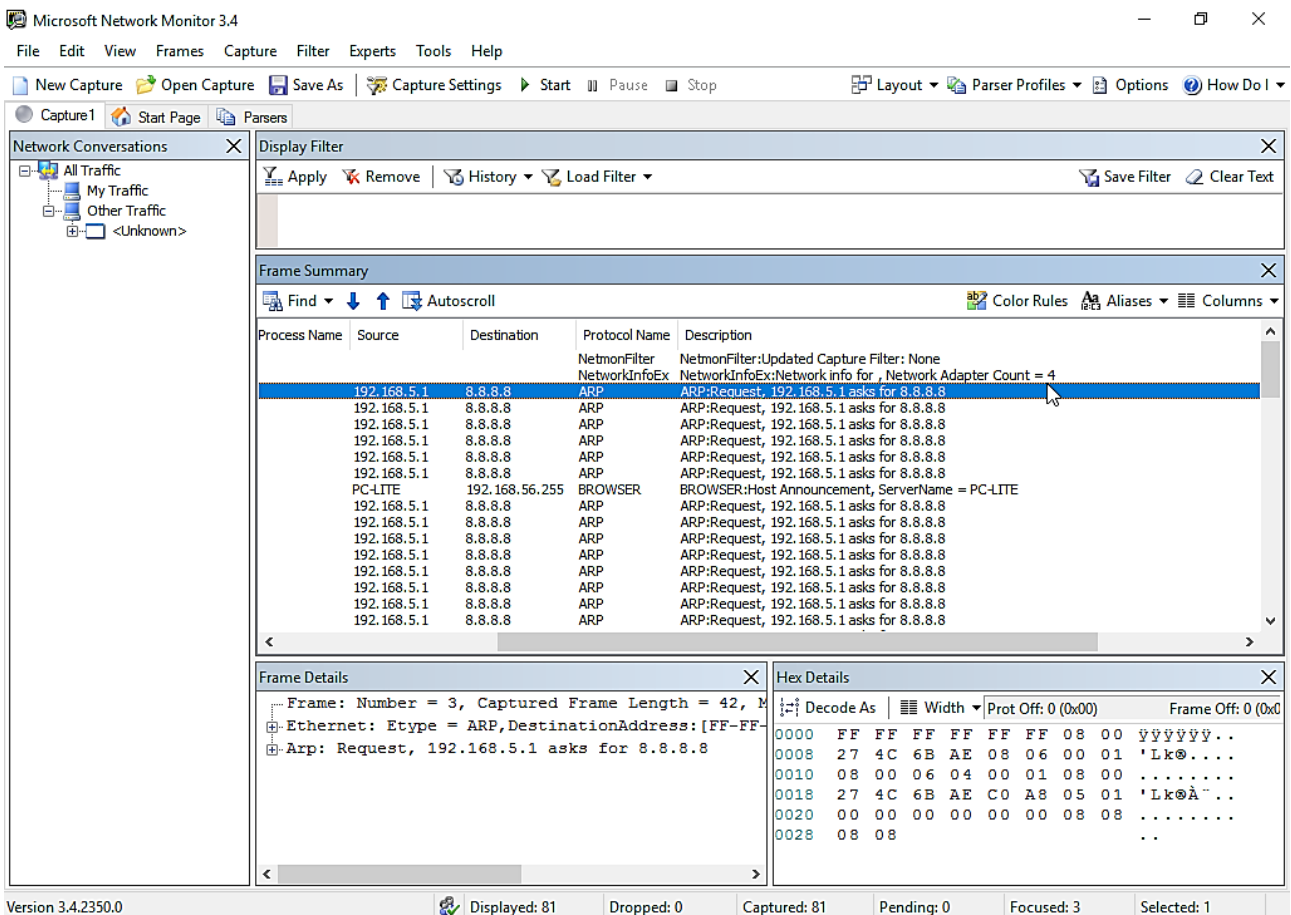 Microsoft Network Monitor 3.4
File Edit View Frames Capture Filter Experts Tools Help
New Capture Open Capture Save As Capture Settings Start Pause Stop Layout Parser Profiles Options How Do I
Capture1 Start Page Parsers
Network Conversations
All Traffic
My Traffic
Other Traffic
<Unknown>
Display Filter
Apply Remove History Load Filter Save Filter Clear Text
Frame Summary
Find Autoscroll Color Rules Aliases Columns
Process Name Source Destination Protocol Name Description
NetmonFilter NetmonFilter:Updated Capture Filter: None
NetworkInfoEx NetworkInfoEx:Network info for , Network Adapter Count = 4
192.168.5.1 8.8.8.8 ARP ARP:Request, 192.168.5.1 asks for 8.8.8.8
192.168.5.1 8.8.8.8 ARP ARP:Request, 192.168.5.1 asks for 8.8.8.8
192.168.5.1 8.8.8.8 ARP ARP:Request, 192.168.5.1 asks for 8.8.8.8
192.168.5.1 8.8.8.8 ARP ARP:Request, 192.168.5.1 asks for 8.8.8.8
192.168.5.1 8.8.8.8 ARP ARP:Request, 192.168.5.1 asks for 8.8.8.8
192.168.5.1 8.8.8.8 ARP ARP:Request, 192.168.5.1 asks for 8.8.8.8
PC-LITE 192.168.56.255 BROWSER BROWSER:Host Announcement, ServerName = PC-LITE
192.168.5.1 8.8.8.8 ARP ARP:Request, 192.168.5.1 asks for 8.8.8.8
192.168.5.1 8.8.8.8 ARP ARP:Request, 192.168.5.1 asks for 8.8.8.8
192.168.5.1 8.8.8.8 ARP ARP:Request, 192.168.5.1 asks for 8.8.8.8
192.168.5.1 8.8.8.8 ARP ARP:Request, 192.168.5.1 asks for 8.8.8.8
192.168.5.1 8.8.8.8 ARP ARP:Request, 192.168.5.1 asks for 8.8.8.8
192.168.5.1 8.8.8.8 ARP ARP:Request, 192.168.5.1 asks for 8.8.8.8
192.168.5.1 8.8.8.8 ARP ARP:Request, 192.168.5.1 asks for 8.8.8.8
192.168.5.1 8.8.8.8 ARP ARP:Request, 192.168.5.1 asks for 8.8.8.8
Frame Details
Frame: Number = 3, Captured Frame Length = 42, M
Ethernet: Etype = ARP,DestinationAddress:[FF-FF-
Arp: Request, 192.168.5.1 asks for 8.8.8.8
Hex Details
Decode As Width Prot Off: 0 (0x00) Frame Off: 0 (0x0
0000 FF FF FF FF FF FF 08 00 ÿÿÿÿÿÿ..
0008 27 4C 6B AE 08 06 00 01 'Lk®....
0010 08 00 06 04 00 01 08 00 ........
0018 27 4C 6B AE C0 A8 05 01 'Lk®À¨..
0020 00 00 00 00 00 00 08 08 ........
0028 08 08 ..
Version 3.4.2350.0 Displayed: 81 Dropped: 0 Captured: 81 Pending: 0 Focused: 3 Selected: 1